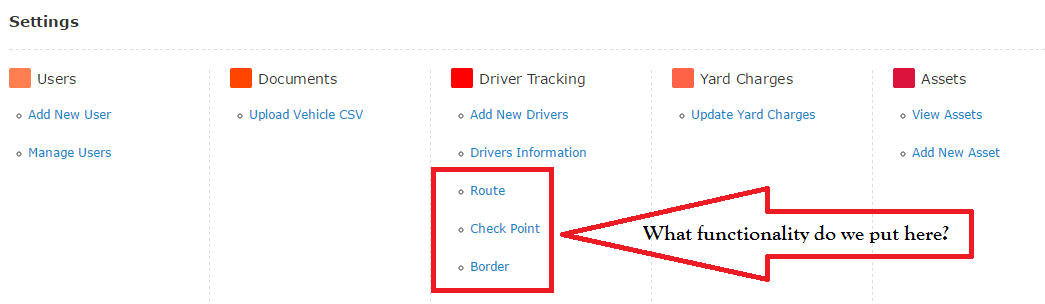 Settings
Users
Add New User
Manage Users
Documents
Upload Vehicle CSV
Driver Tracking
Add New Drivers
Drivers Information
Route
Check Point
Border
Yard Charges
Update Yard Charges
Assets
View Assets
Add New Asset
What functionality do we put here?